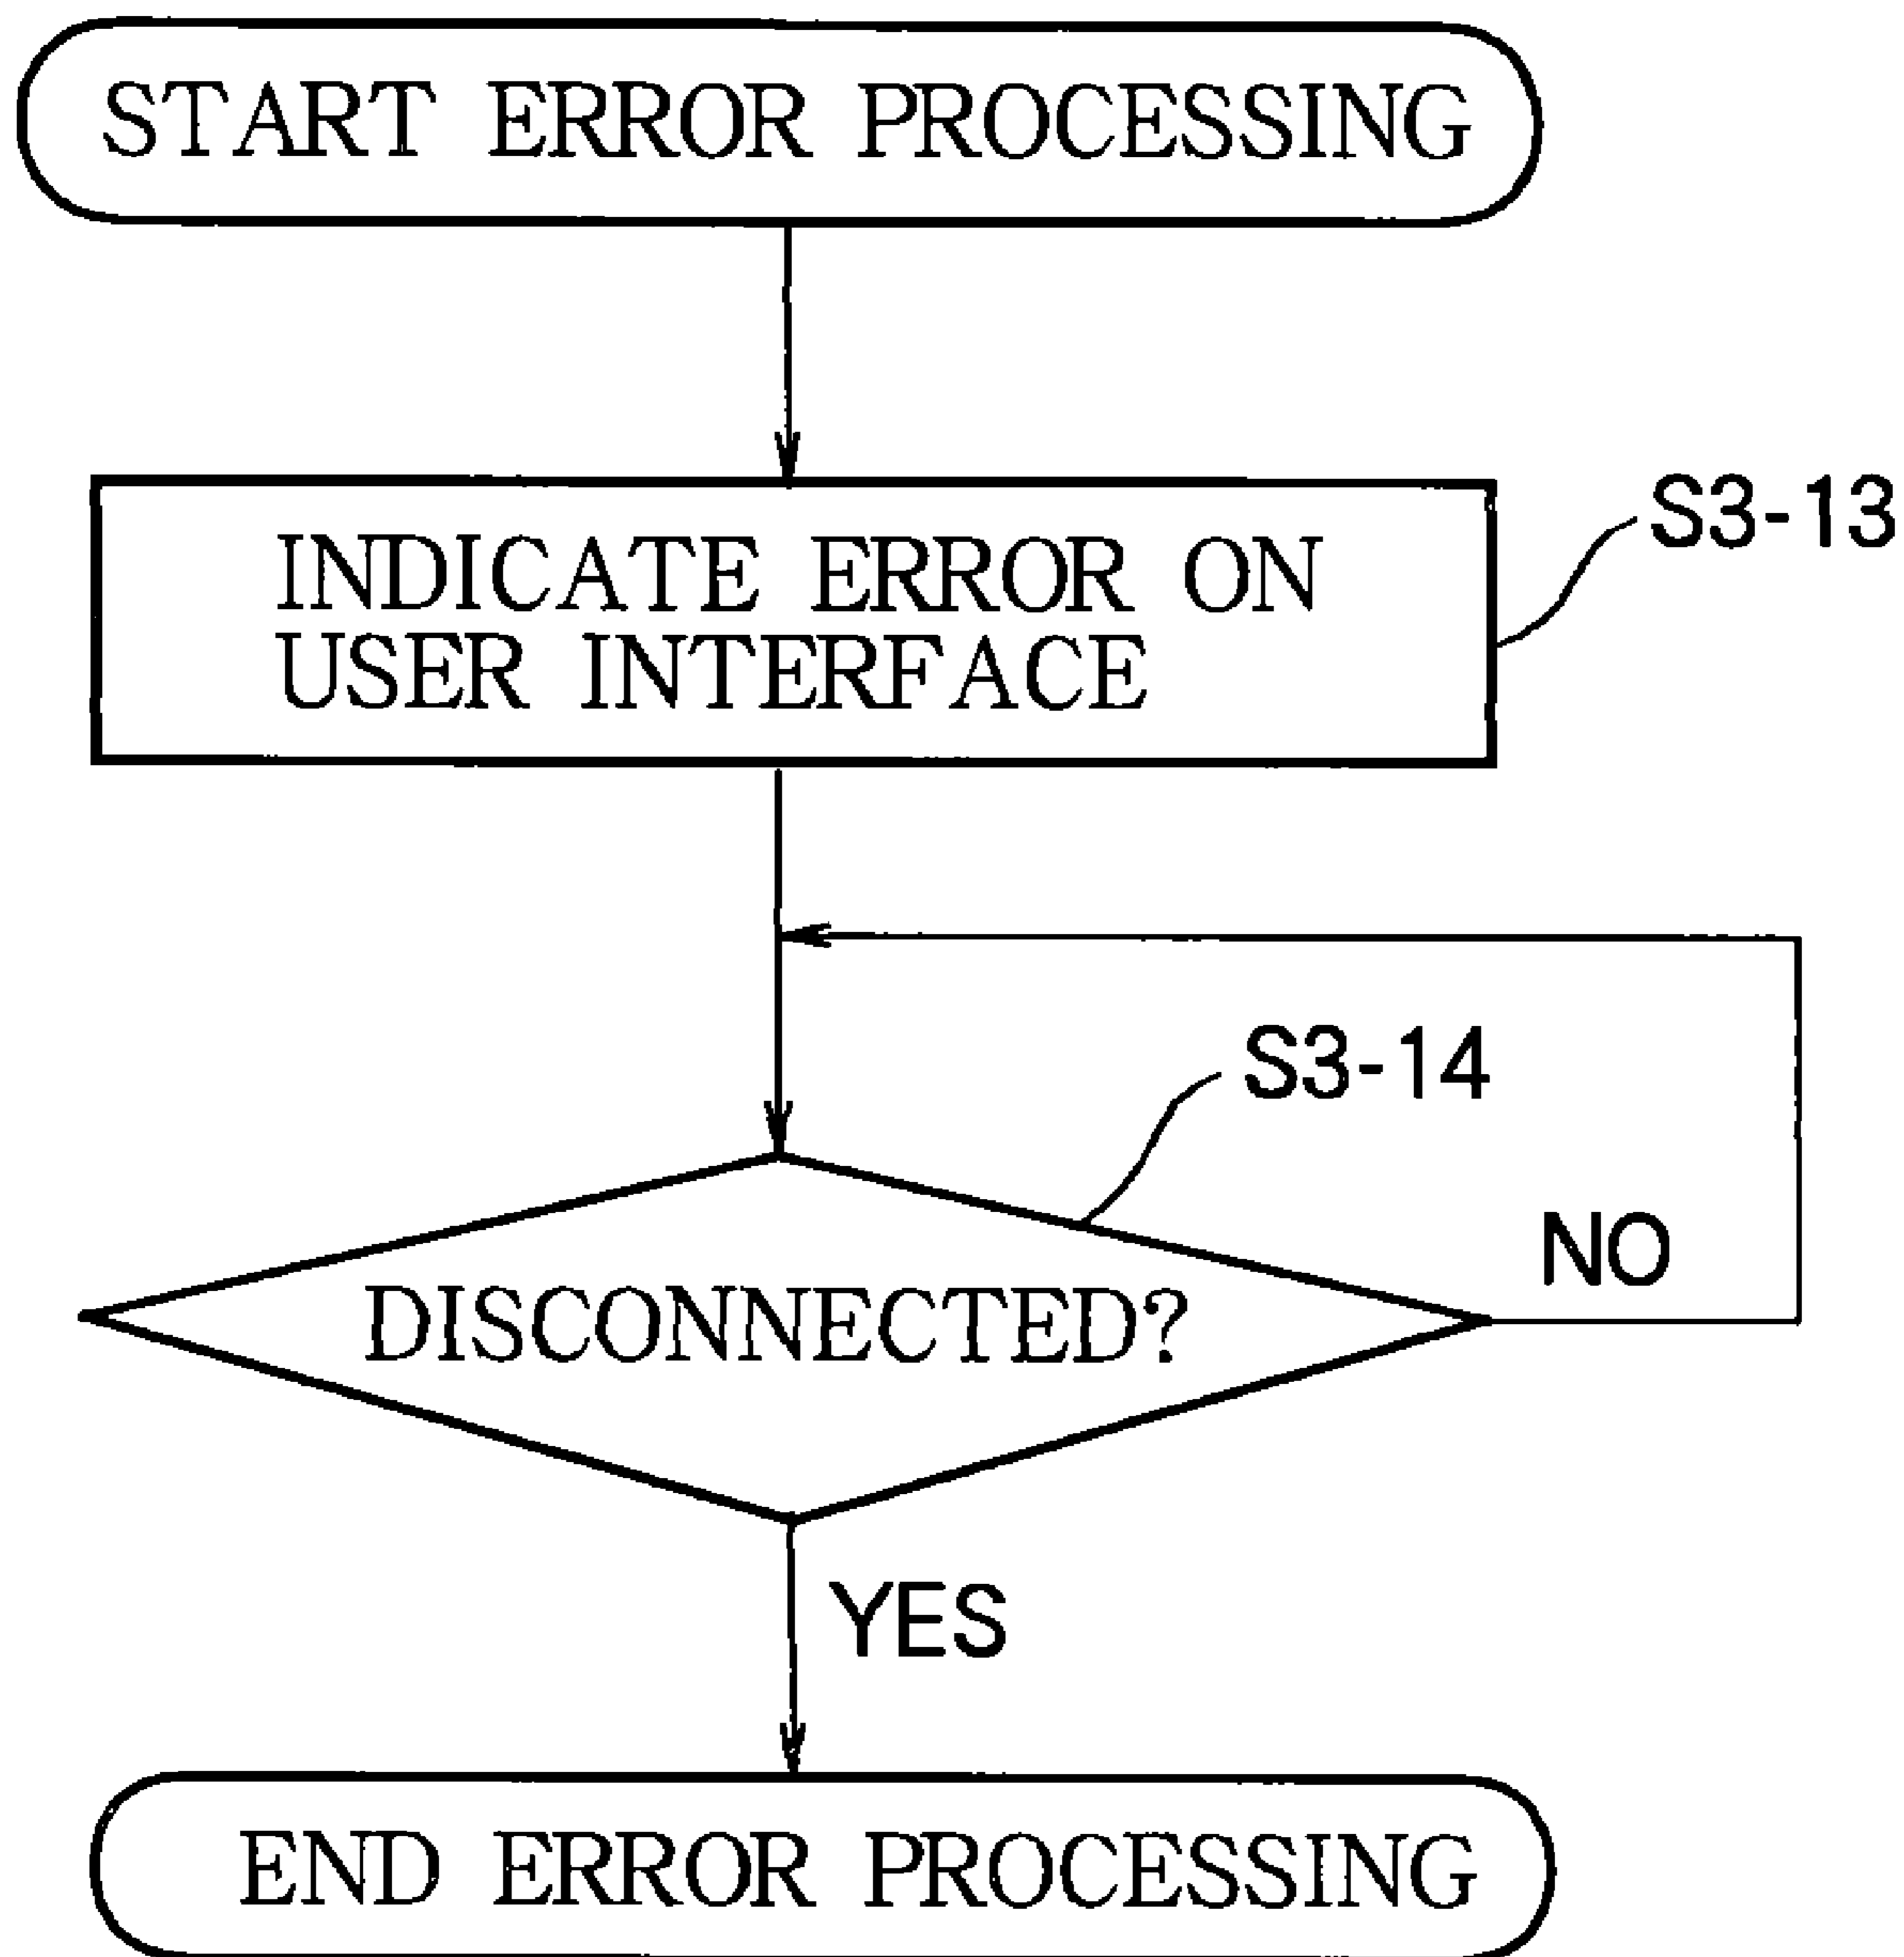 START ERROR PROCESSING
INDICATE ERROR ON
USER INTERFACE
S3-13
S3-14
DISCONNECTED?
NO
YES
END ERROR PROCESSING